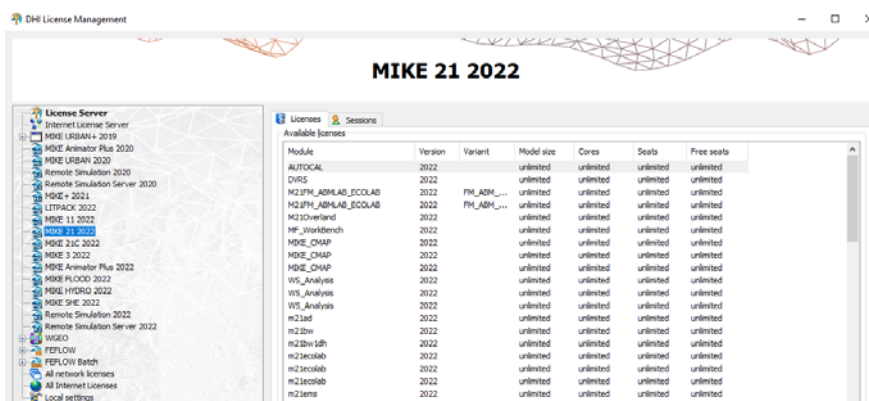 DHI License Management
MIKE 21 2022
License Server
Internet License Server
MIKE URBAN+ 2019
MIKE Animator Plus 2020
MIKE URBAN 2020
Remote Simulation 2020
Remote Simulation Server 2020
MIKE+ 2021
LITPACK 2022
MIKE 11 2022
MIKE 21 2022
MIKE 21C 2022
MIKE 3 2022
MIKE Animator Plus 2022
MIKE FLOOD 2022
MIKE HYDRO 2022
MIKE SHE 2022
Remote Simulation 2022
Remote Simulation Server 2022
WGEO
FEFLOW
FEFLOW Batch
All network licenses
All Internet Licenses
Local settings
Licenses Sessions
Available licenses
Module Version Variant Model size Cores Seats Free seats
AUTOCAL 2022 unlimited unlimited unlimited unlimited
DVRS 2022 unlimited unlimited unlimited unlimited
M21FM_ABMLAB_ECOLAB 2022 FM_ABM_... unlimited unlimited unlimited unlimited
M21FM_ABMLAB_ECOLAB 2022 FM_ABM_... unlimited unlimited unlimited unlimited
M21Overland 2022 unlimited unlimited unlimited unlimited
MF_WorkBench 2022 unlimited unlimited unlimited unlimited
MIKE_CMAP 2022 unlimited unlimited unlimited unlimited
MIKE_CMAP 2022 unlimited unlimited unlimited unlimited
MIKE_CMAP 2022 unlimited unlimited unlimited unlimited
WS_Analysis 2022 unlimited unlimited unlimited unlimited
WS_Analysis 2022 unlimited unlimited unlimited unlimited
WS_Analysis 2022 unlimited unlimited unlimited unlimited
m21ad 2022 unlimited unlimited unlimited unlimited
m21bw 2022 unlimited unlimited unlimited unlimited
m21bw1dh 2022 unlimited unlimited unlimited unlimited
m21ecolab 2022 unlimited unlimited unlimited unlimited
m21ecolab 2022 unlimited unlimited unlimited unlimited
m21ecolab 2022 unlimited unlimited unlimited unlimited
m21ems 2022 unlimited unlimited unlimited unlimited